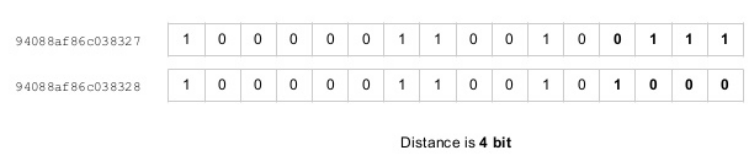 94088af86c038327 1 0 0 0 0 0 1 1 0 0 1 0 0 1 1 1
94088af86c038328 1 0 0 0 0 0 1 1 0 0 1 0 1 0 0 0
Distance is 4 bit